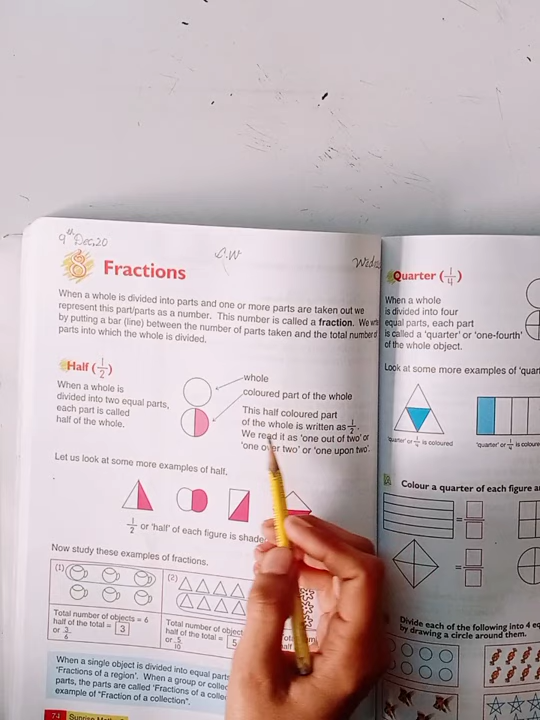 9th Dec,20
C.W
8 Fractions
When a whole is divided into parts and one or more parts are taken out we
represent this part/parts as a number. This number is called a fraction. We
by putting a bar (line) between the number of parts taken and the total number of
parts into which the whole is divided.
Half (1/2)
When a whole is
divided into two equal parts,
each part is called
half of the whole.
whole
coloured part of the whole
This half coloured part
of the whole is written as 1/2.
We read it as 'one out of two' or
'one over two' or 'one upon two'.
Let us look at some more examples of half.
1/2 or 'half' of each figure is
Now study these examples of fractions.
(1)
Total number of objects = 6
half of the total = 3
or 3/6
(2)
Total number of
half of the total = 5
or 5/10
When a single object is divided into equal parts
'Fractions of a region'. When a group or
parts, the parts are called 'Fractions of a
example of "Fraction of a collection".
74 Sunrise
Quarter (1/4)
When a whole
is divided into four
equal parts, each part
is called a 'quarter' or 'one-fourth'
of the whole object.
Look at some more examples of
'quarter' or 1/4 is coloured
'quarter' or 1/4 is
Colour a quarter of each figure
=
=
Divide each of the following into 4
by drawing a circle around them.